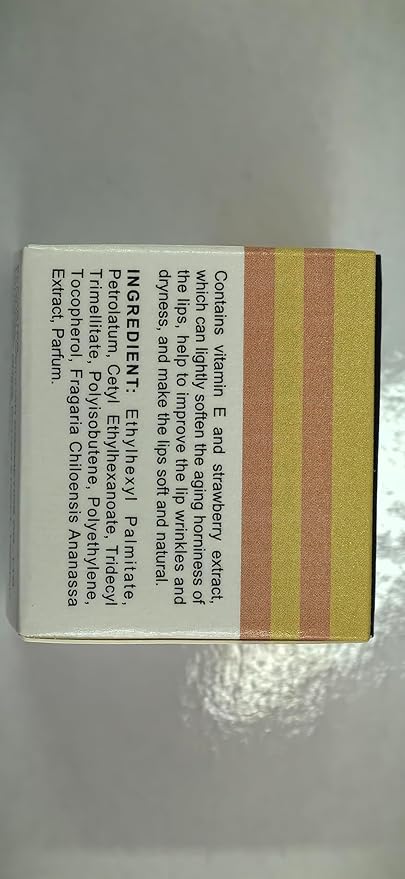 Contains vitamin E and strawberry extract,
which can lightly soften the aging horniness of
the lips, help to improve the lip wrinkles and
dryness, and make the lips soft and natural.
INGREDIENT: Ethylhexyl Palmitate,
Petrolatum, Cetyl Ethylhexanoate, Tridecyl
Trimellitate, Polyisobutene, Polyethylene,
Tocopherol, Fragaria Chiloensis Ananassa
Extract, Parfum.